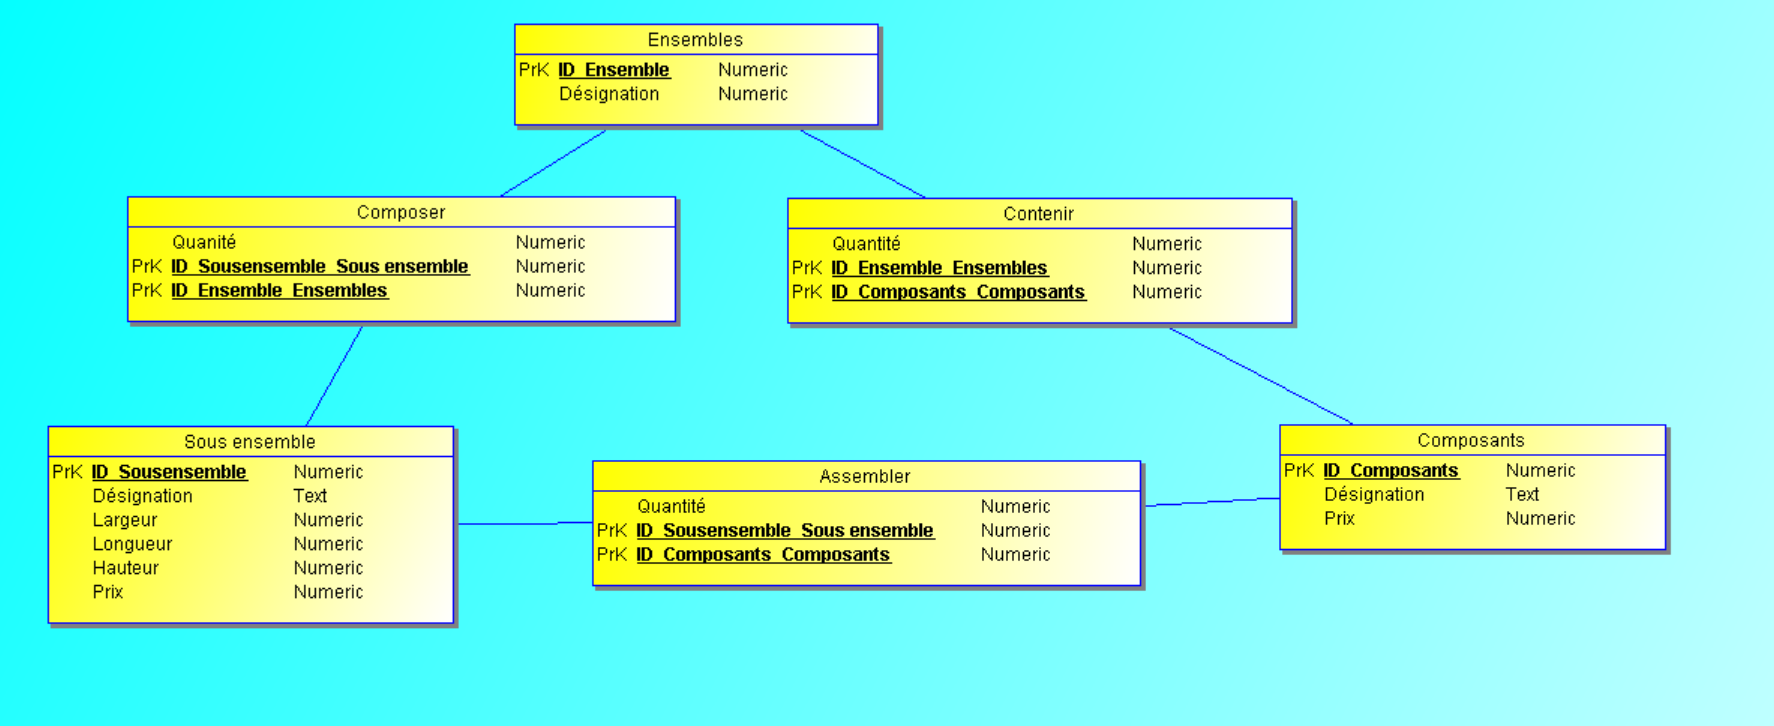 Ensembles
PrK ID_Ensemble Numeric
Désignation Numeric
Composer
Quanité Numeric
PrK ID_Sousensemble_Sous ensemble Numeric
PrK ID_Ensemble_Ensembles Numeric
Contenir
Quantité Numeric
PrK ID_Ensemble_Ensembles Numeric
PrK ID_Composants_Composants Numeric
Sous ensemble
PrK ID_Sousensemble Numeric
Désignation Text
Largeur Numeric
Longueur Numeric
Hauteur Numeric
Prix Numeric
Assembler
Quantité Numeric
PrK ID_Sousensemble_Sous ensemble Numeric
PrK ID_Composants_Composants Numeric
Composants
PrK ID_Composants Numeric
Désignation Text
Prix Numeric